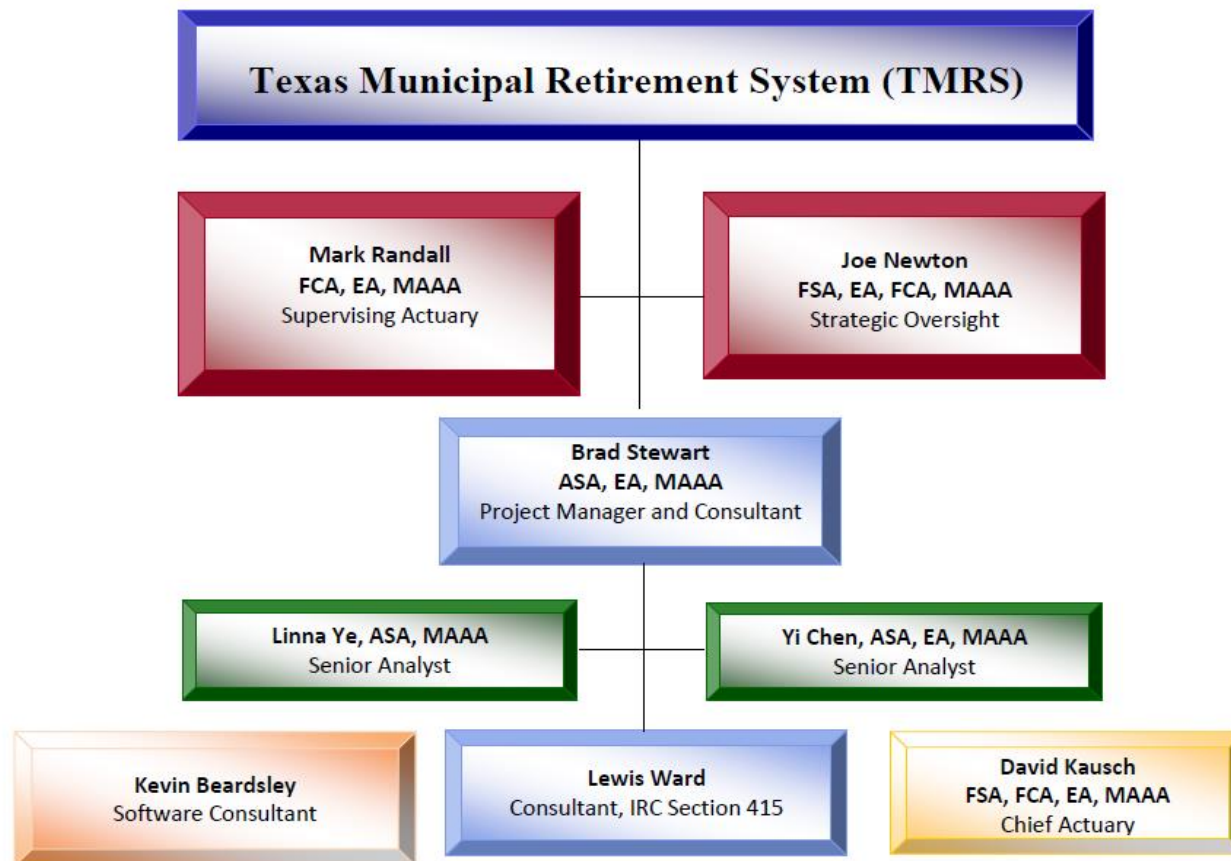 Texas Municipal Retirement System (TMRS)
Mark Randall
FCA, EA, MAAA
Supervising Actuary
Joe Newton
FSA, EA, FCA, MAAA
Strategic Oversight
Brad Stewart
ASA, EA, MAAA
Project Manager and Consultant
Linna Ye, ASA, MAAA
Senior Analyst
Yi Chen, ASA, EA, MAAA
Senior Analyst
Kevin Beardsley
Software Consultant
Lewis Ward
Consultant, IRC Section 415
David Kausch
FSA, FCA, EA, MAAA
Chief Actuary